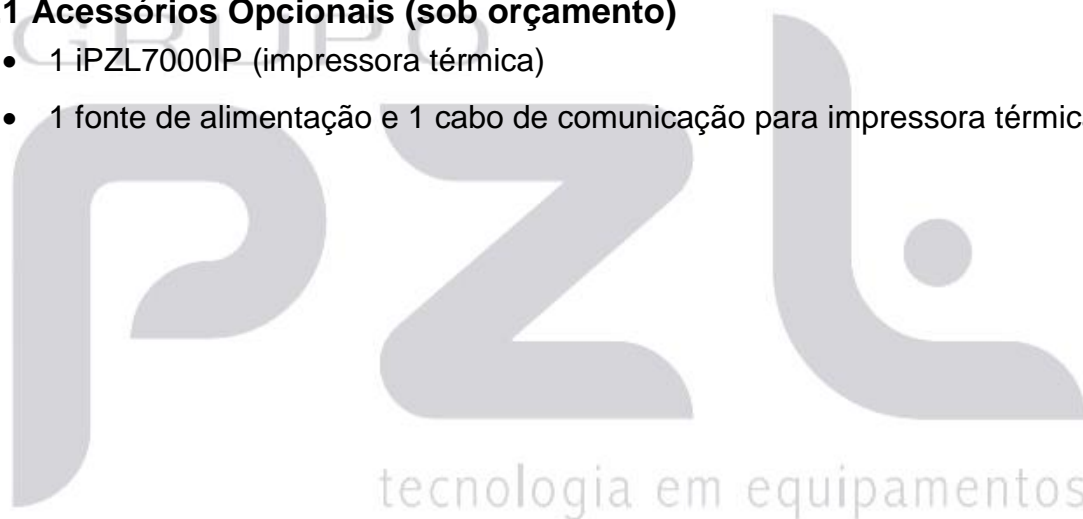 1 Acessórios Opcionais (sob orçamento)
GRUPO
• 1 iPZL7000IP (impressora térmica)
• 1 fonte de alimentação e 1 cabo de comunicação para impressora térmic
PZL
tecnologia em equipamentos